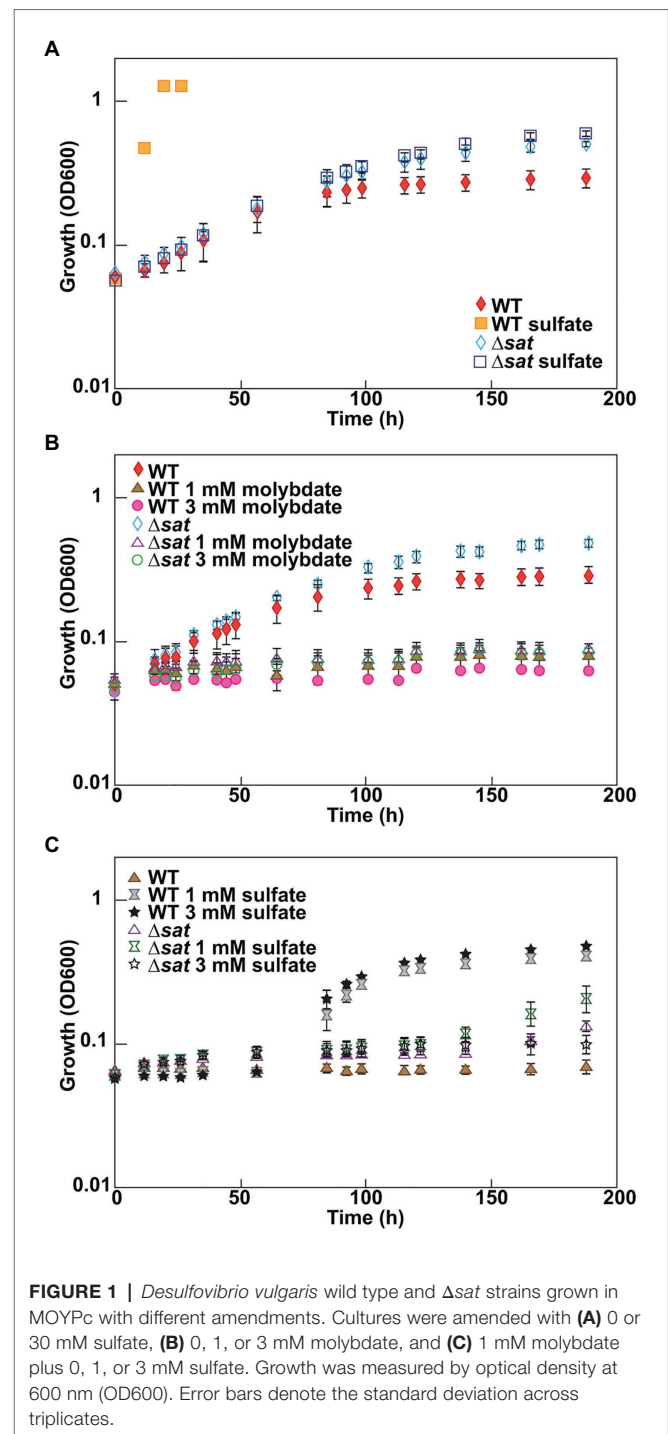 A
Growth (OD600)
1
0.1
0.01
WT
WT sulfate
Δsat
Δsat sulfate
0 50 100 150 200
Time (h)
B
Growth (OD600)
1
0.1
0.01
WT
WT 1 mM molybdate
WT 3 mM molybdate
Δsat
Δsat 1 mM molybdate
Δsat 3 mM molybdate
0 50 100 150 200
Time (h)
C
Growth (OD600)
1
0.1
0.01
WT
WT 1 mM sulfate
WT 3 mM sulfate
Δsat
Δsat 1 mM sulfate
Δsat 3 mM sulfate
0 50 100 150 200
Time (h)
FIGURE 1 | Desulfovibrio vulgaris wild type and Δsat strains grown in
MOYPc with different amendments. Cultures were amended with (A) 0 or
30 mM sulfate, (B) 0, 1, or 3 mM molybdate, and (C) 1 mM molybdate
plus 0, 1, or 3 mM sulfate. Growth was measured by optical density at
600 nm (OD600). Error bars denote the standard deviation across
triplicates.